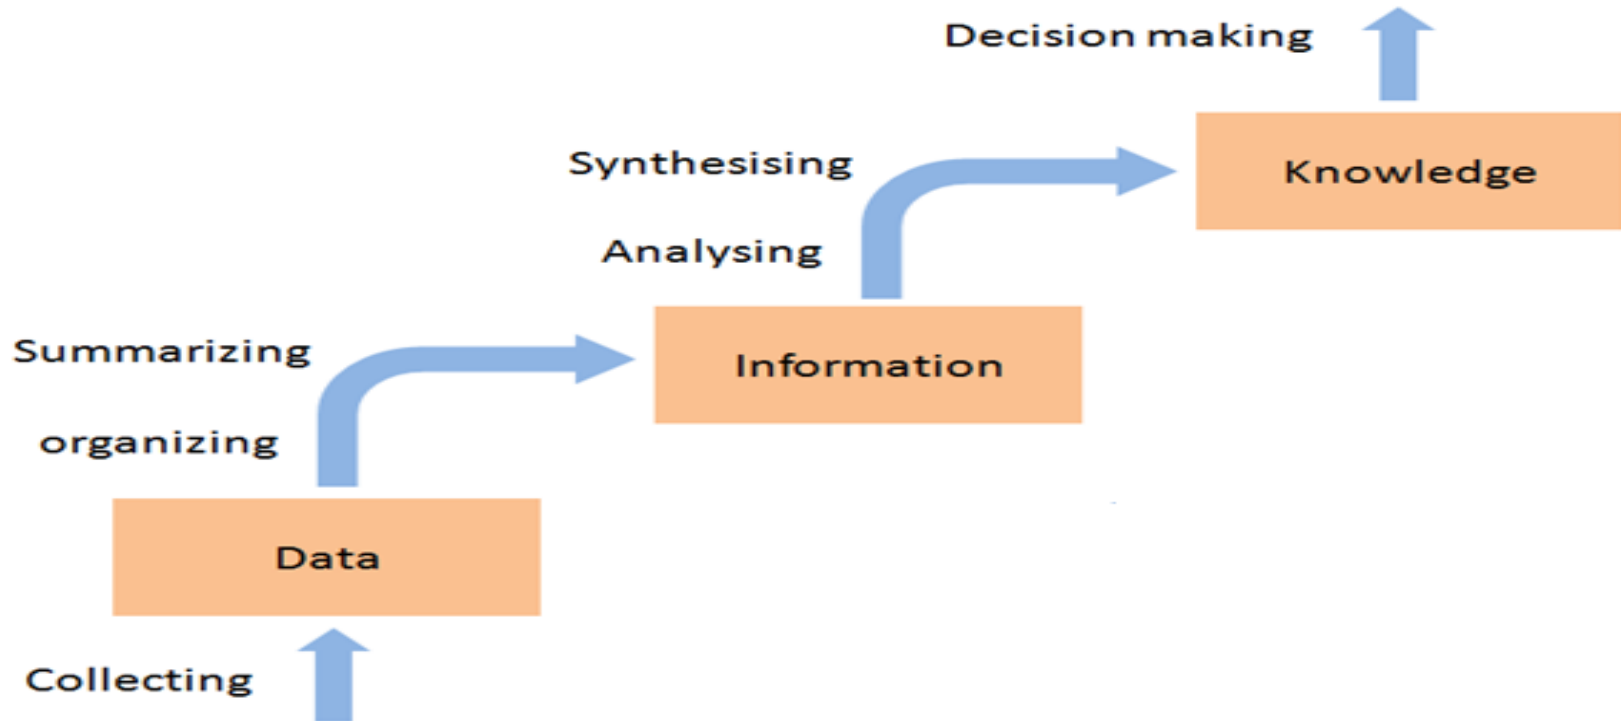 Decision making
Synthesising
Knowledge
Analysing
Summarizing
Information
organizing
Data
Collecting